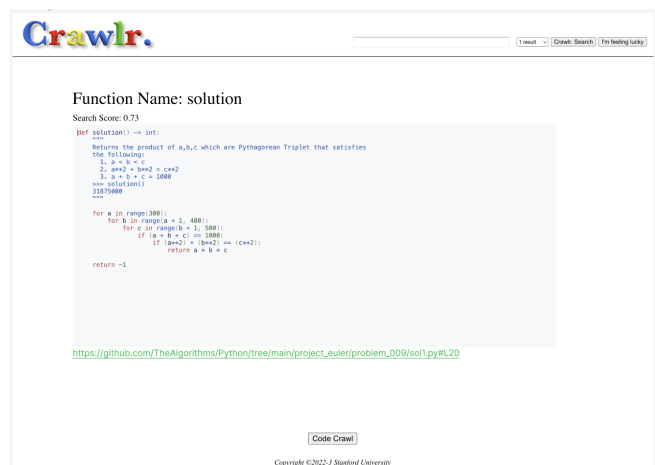 Crawlr.
1 result Crawlr. Search I'm feeling lucky
Function Name: solution
Search Score: 0.73
def solution() -> int:
    """
    Returns the product of a,b,c which are Pythagorean Triplet that satisfies
    the following:
      1. a < b < c
      2. a**2 + b**2 = c**2
      3. a + b + c = 1000
    >>> solution()
    31875000
    """
    for a in range(300):
        for b in range(a + 1, 400):
            for c in range(b + 1, 500):
                if (a + b + c) == 1000:
                    if (a**2) + (b**2) == (c**2):
                        return a * b * c
    return -1
https://github.com/TheAlgorithms/Python/tree/main/project_euler/problem_009/sol1.py#L20
Code Crawl
Copyright ©2022-3 Stanford University